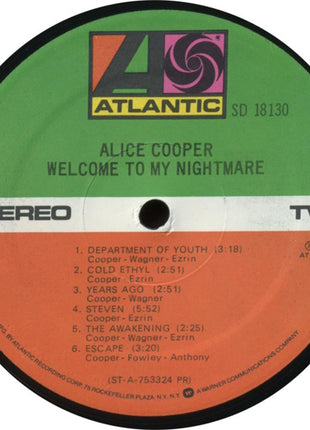 ATLANTIC
SD 18130
ALICE COOPER
WELCOME TO MY NIGHTMARE
EREO
1. DEPARTMENT OF YOUTH (3:18)
Cooper-Wagner-Ezrin
2. COLD ETHYL (2:51)
Cooper-Ezrin
3. YEARS AGO (2:51)
Cooper-Wagner
4. STEVEN (5:52)
Cooper-Ezrin
5. THE AWAKENING (2:25)
Cooper-Wagner-Ezrin
6. ESCAPE (3:20)
Cooper-Fowley-Anthony
(ST-A-753324 PR)
MFG. BY ATLANTIC RECORDING CORP. 75 ROCKEFELLER PLAZA, N.Y., N.Y. A WARNER COMMUNICATIONS COMPANY